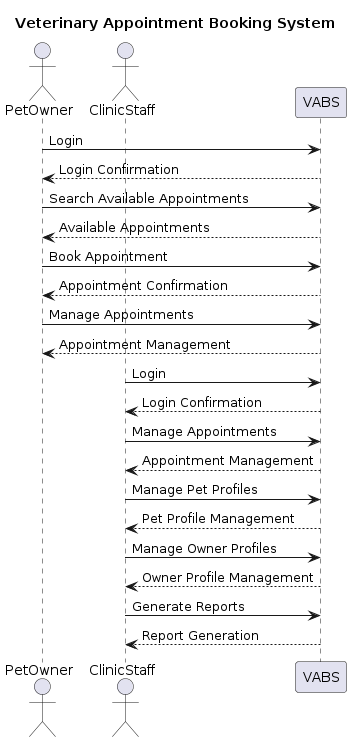 Veterinary Appointment Booking System
PetOwner
ClinicStaff
VABS
Login
Login Confirmation
Search Available Appointments
Available Appointments
Book Appointment
Appointment Confirmation
Manage Appointments
Appointment Management
Login
Login Confirmation
Manage Appointments
Appointment Management
Manage Pet Profiles
Pet Profile Management
Manage Owner Profiles
Owner Profile Management
Generate Reports
Report Generation
PetOwner
ClinicStaff
VABS